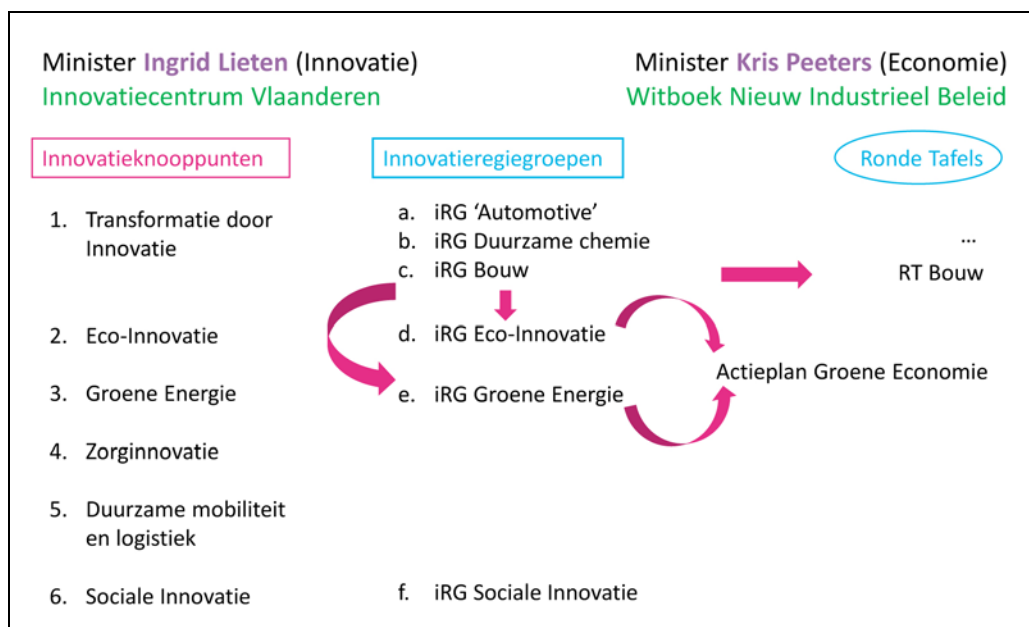 Minister Ingrid Lieten (Innovatie)
Innovatiecentrum Vlaanderen
Minister Kris Peeters (Economie)
Witboek Nieuw Industrieel Beleid
Innovatieknooppunten
1. Transformatie door
Innovatie
2. Eco-Innovatie
3. Groene Energie
4. Zorginnovatie
5. Duurzame mobiliteit
en logistiek
6. Sociale Innovatie
Innovatieregiegroepen
a. iRG ‘Automotive’
b. iRG Duurzame chemie
c. iRG Bouw
d. iRG Eco-Innovatie
e. iRG Groene Energie
f. iRG Sociale Innovatie
Ronde Tafels
...
RT Bouw
Actieplan Groene Economie